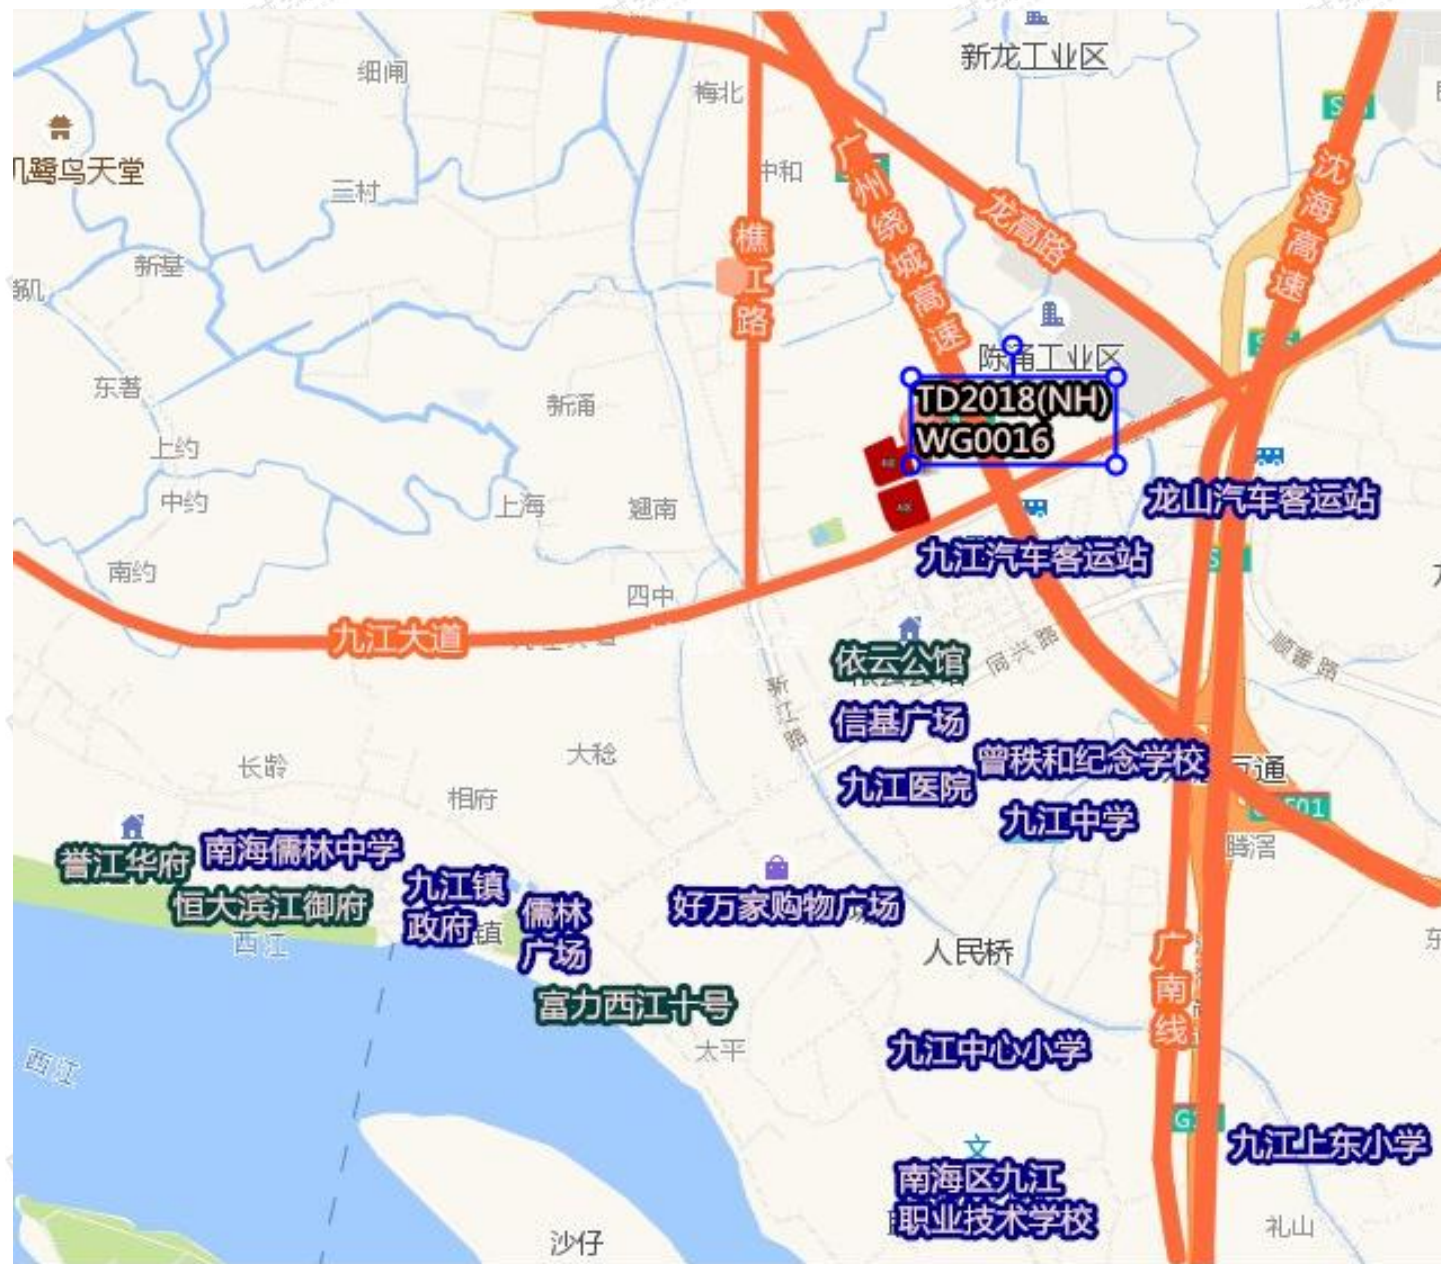 新龙工业区
细闸
梅北
鹭鸟天堂
三村
中和
广州绕城高速
龙高路
沈海高速
樵江路
新基
陈涌工业区
东著
新涌
TD2018(NH)
WG0016
上约
中约
上海
翘南
龙山汽车客运站
九江汽车客运站
南约
四中
九江大道
依云公馆
同兴路
顺番路
新江路
信基广场
大稔
长龄
曾秩和纪念学校
互通
九江医院
相府
九江中学
腾滘
誉江华府
南海儒林中学
恒大滨江御府
九江镇
政府
镇
儒林
广场
好万家购物广场
西江
人民桥
广南线
富力西江十号
太平
九江中心小学
西江
九江上东小学
南海区九江
职业技术学校
沙仔
礼山